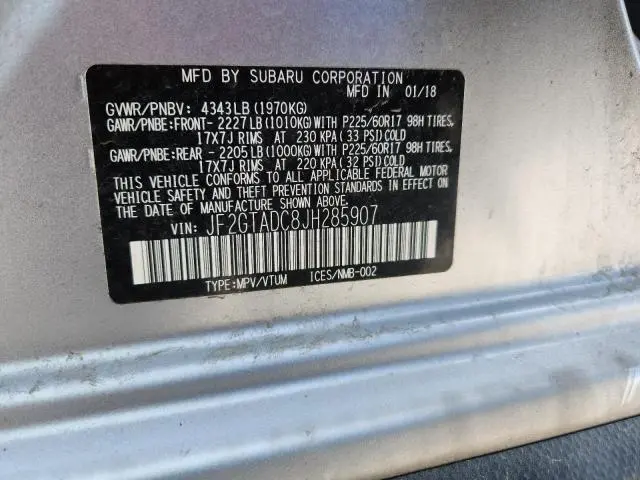 MFD BY SUBARU CORPORATION
MFD IN 01/18
GVWR/PNBV: 4343LB (1970KG)
GAWR/PNBE:FRONT- 2227LB (1010KG) WITH P225/60R17 98H TIRES,
17X7J RIMS AT 230 KPA (33 PSI) COLD
GAWR/PNBE:REAR - 2205LB (1000KG) WITH P225/60R17 98H TIRES,
17X7J RIMS AT 220 KPA (32 PSI) COLD
THIS VEHICLE CONFORMS TO ALL APPLICABLE FEDERAL MOTOR
VEHICLE SAFETY AND THEFT PREVENTION STANDARDS IN EFFECT
ON THE DATE OF MANUFACTURE SHOWN ABOVE.
VIN: JF2GTADC8JH285907
TYPE:MPV/VTUM ICES/NMB-002